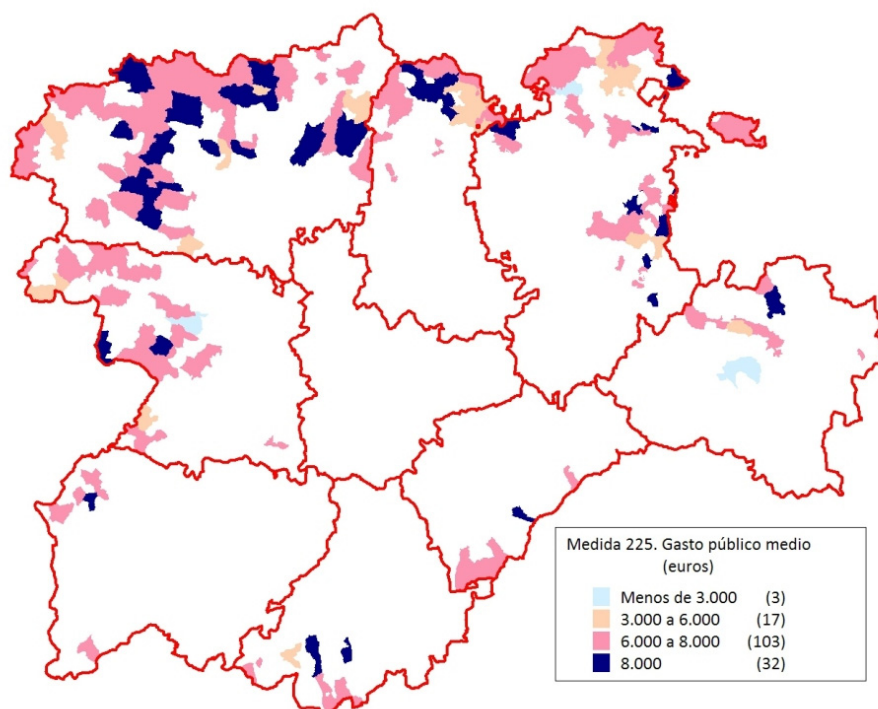 Medida 225. Gasto público medio
(euros)
Menos de 3.000 (3)
3.000 a 6.000 (17)
6.000 a 8.000 (103)
8.000 (32)